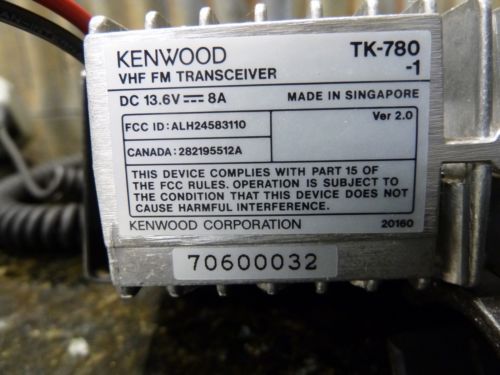 KENWOOD
TK-780
VHF FM TRANSCEIVER
-1
DC 13.6V⎓8A
MADE IN SINGAPORE
FCC ID: ALH24583110
Ver 2.0
CANADA: 282195512A
THIS DEVICE COMPLIES WITH PART 15 OF
THE FCC RULES. OPERATION IS SUBJECT TO
THE CONDITION THAT THIS DEVICE DOES NOT
CAUSE HARMFUL INTERFERENCE.
KENWOOD CORPORATION
20160
70600032